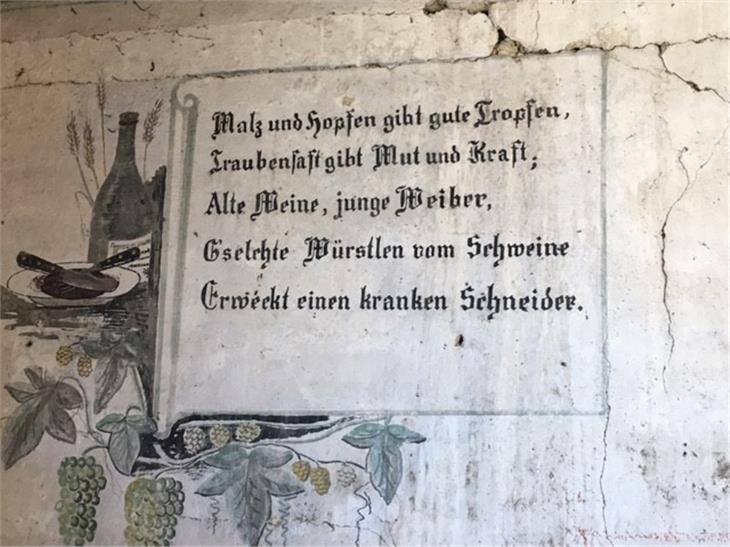 Malz und Hopfen gibt gute Tropfen,
Traubensaft gibt Mut und Kraft;
Alte Weine, junge Weiber,
Gselchte Würstlen vom Schweine
Erweckt einen kranken Schneider.